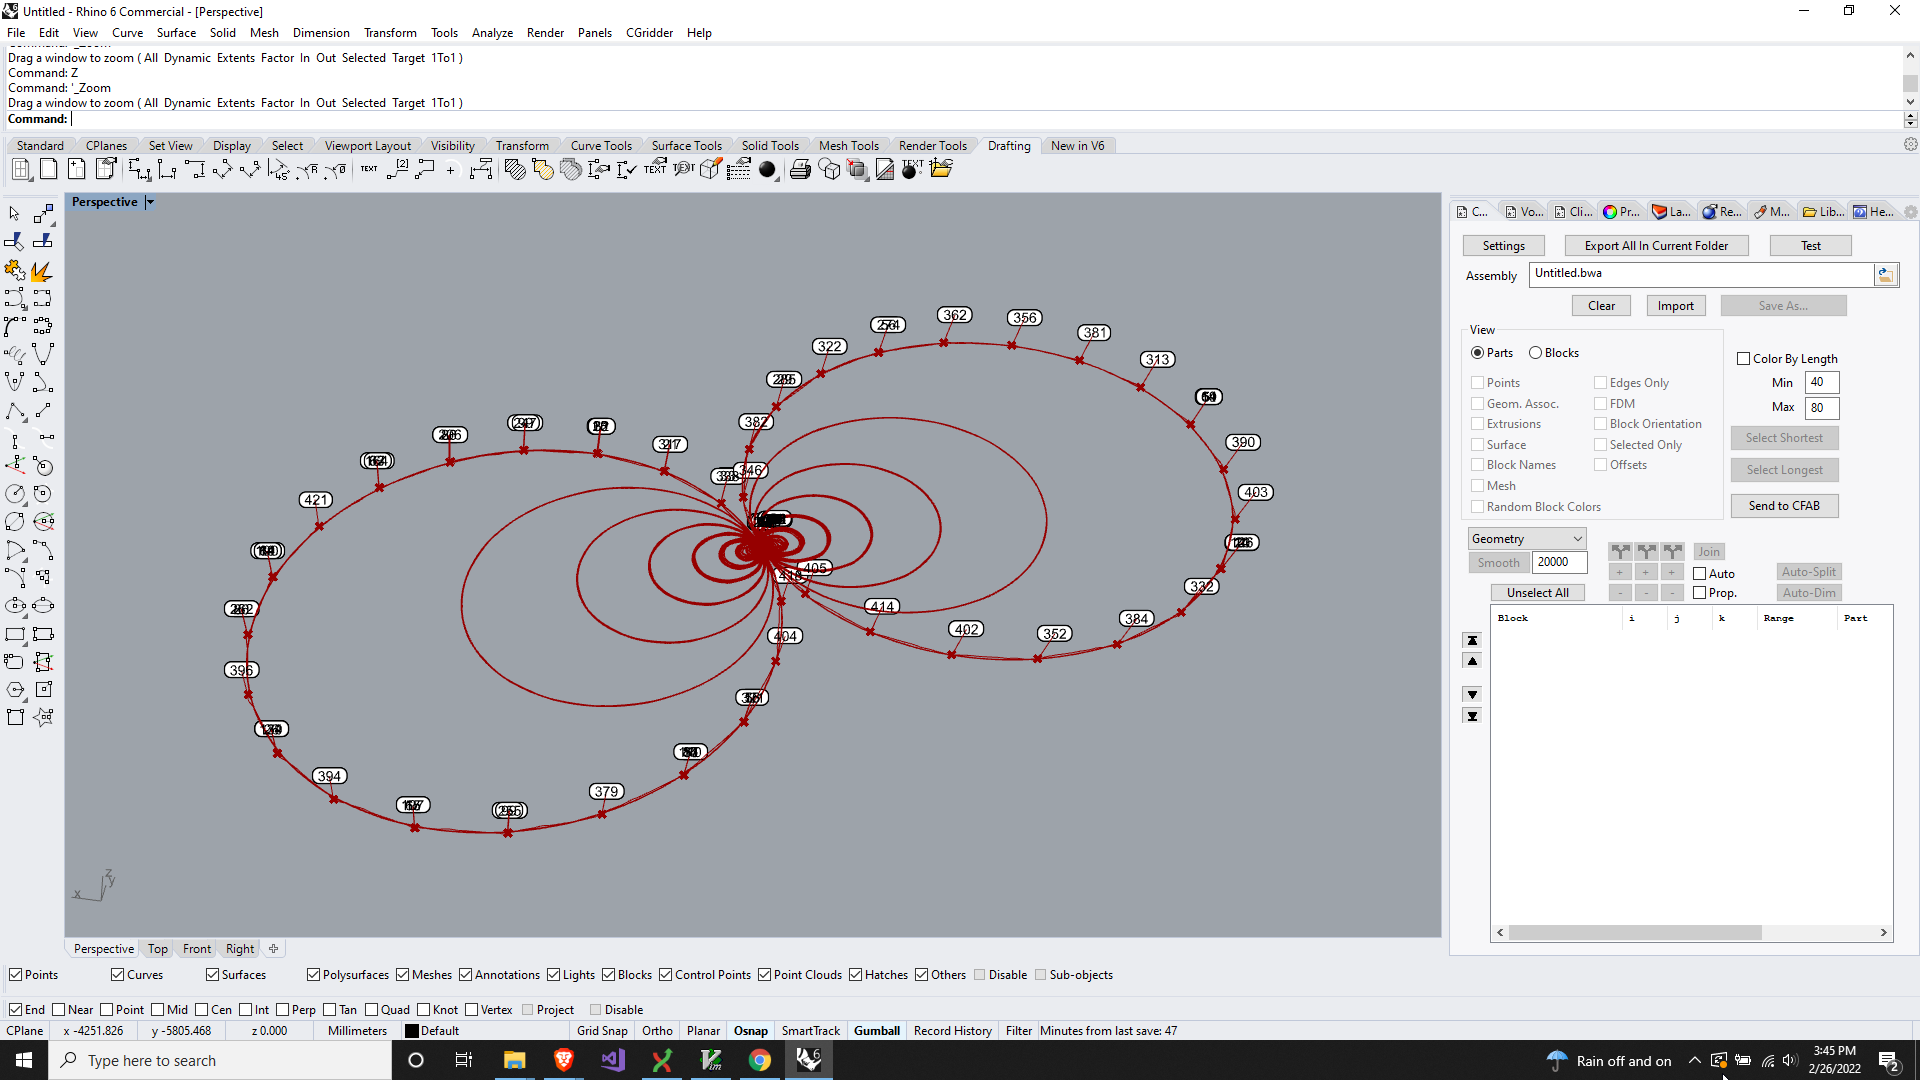 Untitled - Rhino 6 Commercial - [Perspective]
File Edit View Curve Surface Solid Mesh Dimension Transform Tools Analyze Render Panels CGridder Help
Drag a window to zoom ( All Dynamic Extents Factor In Out Selected Target 1To1 )
Command: Z
Command: '_Zoom
Drag a window to zoom ( All Dynamic Extents Factor In Out Selected Target 1To1 )
Command:
Standard CPlanes Set View Display Select Viewport Layout Visibility Transform Curve Tools Surface Tools Solid Tools Mesh Tools Render Tools Drafting New in V6
Perspective
C... Vo... Cli... Pr... La... Re... M... Lib... He...
Settings Export All In Current Folder Test
Assembly Untitled.bwa
Clear Import Save As...
View
Parts Blocks
Color By Length
Points Edges Only
Min 40
Geom. Assoc. FDM
Max 80
Extrusions Block Orientation
Select Shortest
Surface Selected Only
Block Names Offsets
Select Longest
Mesh
Random Block Colors
Send to CFAB
Geometry
Join
Smooth 20000
Auto Auto-Split
Unselect All
Prop. Auto-Dim
Block i j k Range Part
362
356
381
322
313
382
390
346
421
403
405
332
414
384
402
352
404
396
394
379
z
y
x
Perspective Top Front Right
Points Curves Surfaces Polysurfaces Meshes Annotations Lights Blocks Control Points Point Clouds Hatches Others Disable Sub-objects
End Near Point Mid Cen Int Perp Tan Quad Knot Vertex Project Disable
CPlane x -4251.826 y -5805.468 z 0.000 Millimeters Default Grid Snap Ortho Planar Osnap SmartTrack Gumball Record History Filter Minutes from last save: 47
Type here to search
Rain off and on
3:45 PM
2/26/2022
2